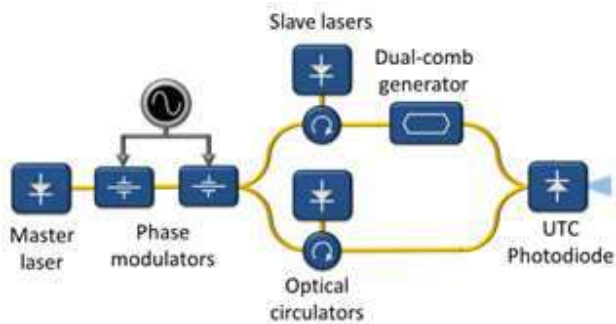 Slave lasers
Dual-comb
generator
Master
laser
Phase
modulators
Optical
circulators
UTC
Photodiode